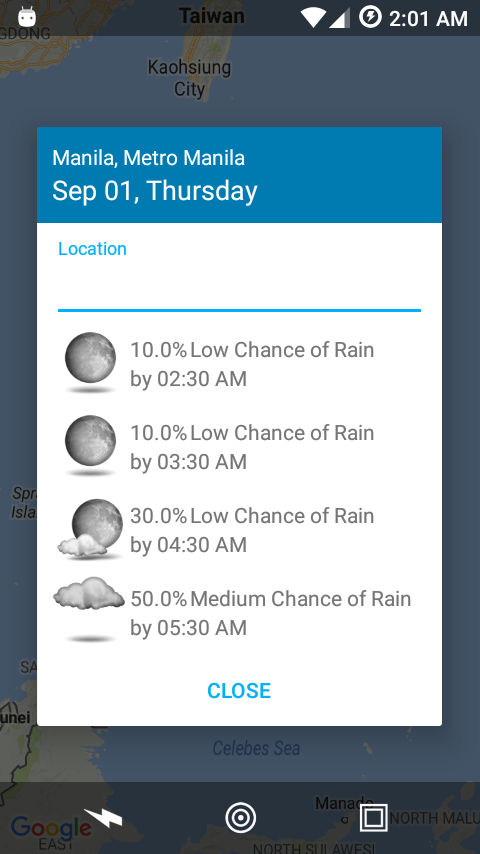 Taiwan
2:01 AM
GDONG
Kaohsiung
City
Manila, Metro Manila
Sep 01, Thursday
Location
10.0% Low Chance of Rain
by 02:30 AM
10.0% Low Chance of Rain
by 03:30 AM
Spr
Isla
30.0% Low Chance of Rain
by 04:30 AM
50.0% Medium Chance of Rain
by 05:30 AM
SA
CLOSE
unei
Celebes Sea
Manado
NORTH MALU
Google
EAST
NORTH SULAWESI